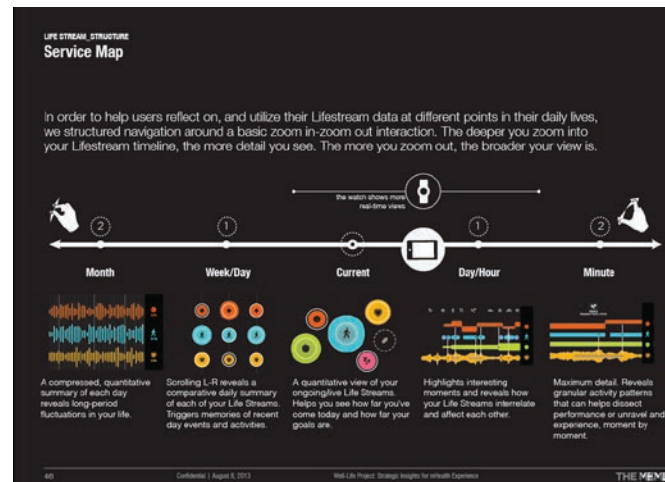 LIFE STREAM_STRUCTURE
Service Map
In order to help users reflect on, and utilize their Lifestream data at different points in their daily lives,
we structured navigation around a basic zoom in-zoom out interaction. The deeper you zoom into
your Lifestream timeline, the more detail you see. The more you zoom out, the broader your view is.
the watch shows more
real-time views
2
1
1
2
Month
Week/Day
Current
Day/Hour
Minute
A compressed, quantitative
summary of each day
reveals long-period
fluctuations in your life.
Scrolling L-R reveals a
comparative daily summary
of each of your Life Streams.
Triggers memories of recent
day events and activities.
A quantitative view of your
ongoing/live Life Streams.
Helps you see how far you've
come today and how far your
goals are.
Highlights interesting
moments and reveals how
your Life Streams interrelate
and affect each other.
Maximum detail. Reveals
granular activity patterns
that can helps dissect
performance or unravel and
experience, moment by
moment.
46
Confidential | August 8, 2013
Well-Life Project: Strategic Insights for mHealth Experience
THE MEME